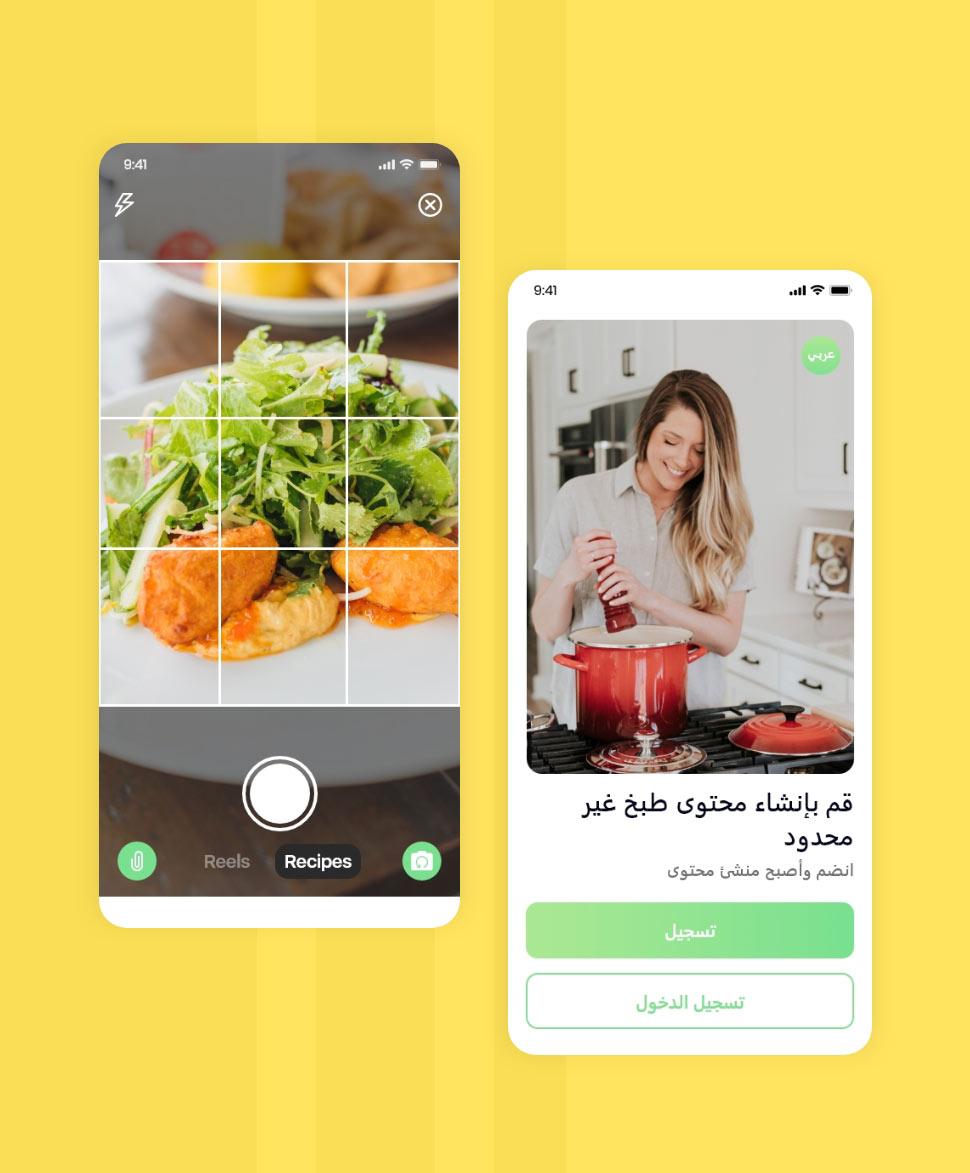 9:41
Reels
Recipes
9:41
عربي
قم بإنشاء محتوى طبخ غير
محدود
انضم وأصبح منشئ محتوى
تسجيل
تسجيل الدخول